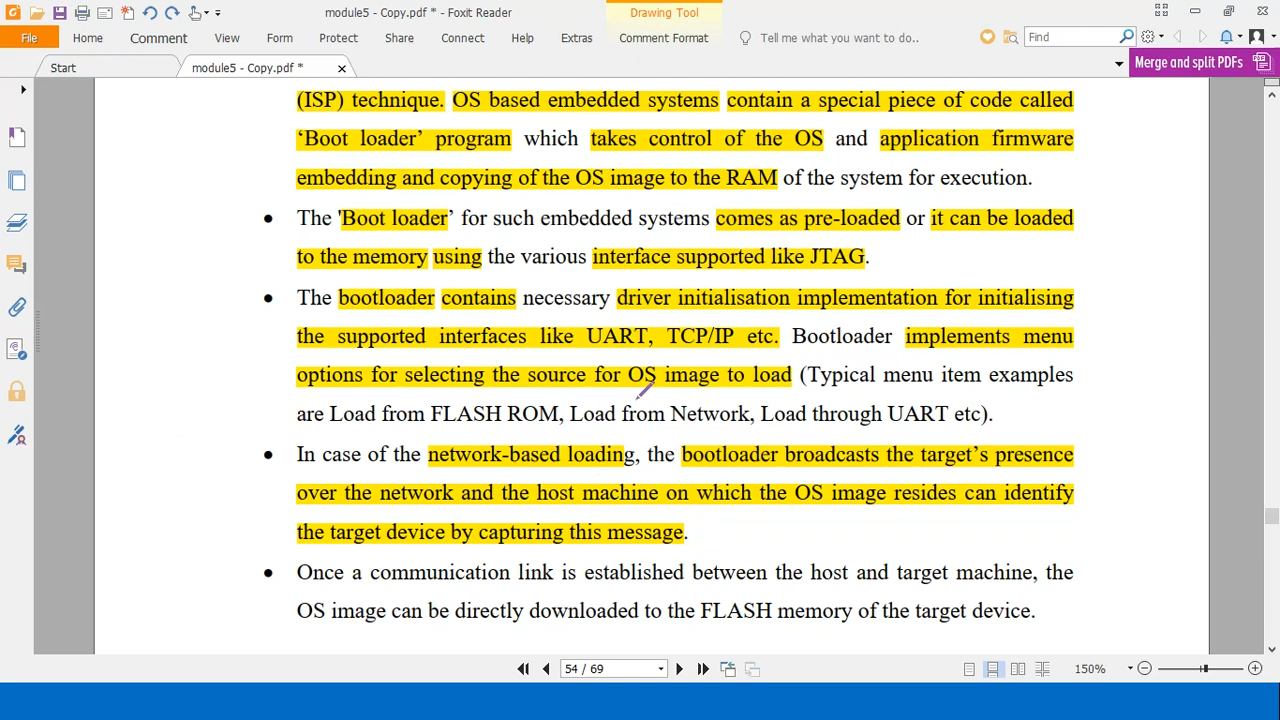 module5 - Copy.pdf * - Foxit Reader
Drawing Tool
File Home Comment View Form Protect Share Connect Help Extras Comment Format Tell me what you want to do.. Find
Start module5 - Copy.pdf * Merge and split PDFs
(ISP) technique. OS based embedded systems contain a special piece of code called
‘Boot loader’ program which takes control of the OS and application firmware
embedding and copying of the OS image to the RAM of the system for execution.
• The 'Boot loader’ for such embedded systems comes as pre-loaded or it can be loaded
to the memory using the various interface supported like JTAG.
• The bootloader contains necessary driver initialisation implementation for initialising
the supported interfaces like UART, TCP/IP etc. Bootloader implements menu
options for selecting the source for OS image to load (Typical menu item examples
are Load from FLASH ROM, Load from Network, Load through UART etc).
• In case of the network-based loading, the bootloader broadcasts the target’s presence
over the network and the host machine on which the OS image resides can identify
the target device by capturing this message.
• Once a communication link is established between the host and target machine, the
OS image can be directly downloaded to the FLASH memory of the target device.
54 / 69 150%